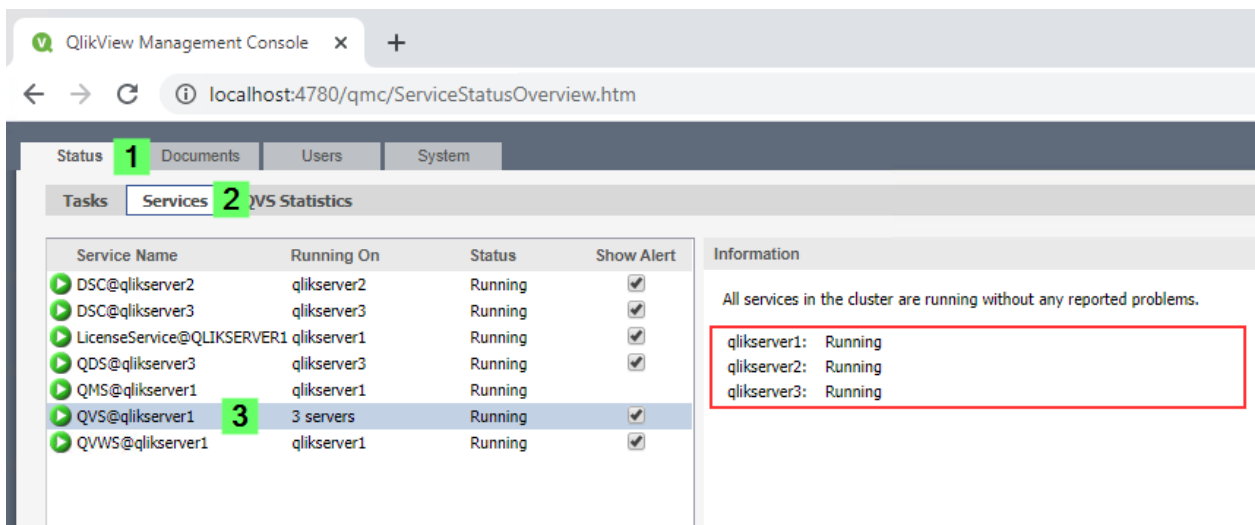 QlikView Management Console
localhost:4780/qmc/ServiceStatusOverview.htm
Status 1 Documents Users System
Tasks Services 2 QVS Statistics
Service Name Running On Status Show Alert
DSC@qlikserver2 qlikserver2 Running
DSC@qlikserver3 qlikserver3 Running
LicenseService@QLIKSERVER1 qlikserver1 Running
QDS@qlikserver3 qlikserver3 Running
QMS@qlikserver1 qlikserver1 Running
QVS@qlikserver1 3 3 servers Running
QVWS@qlikserver1 qlikserver1 Running
Information
All services in the cluster are running without any reported problems.
qlikserver1: Running
qlikserver2: Running
qlikserver3: Running